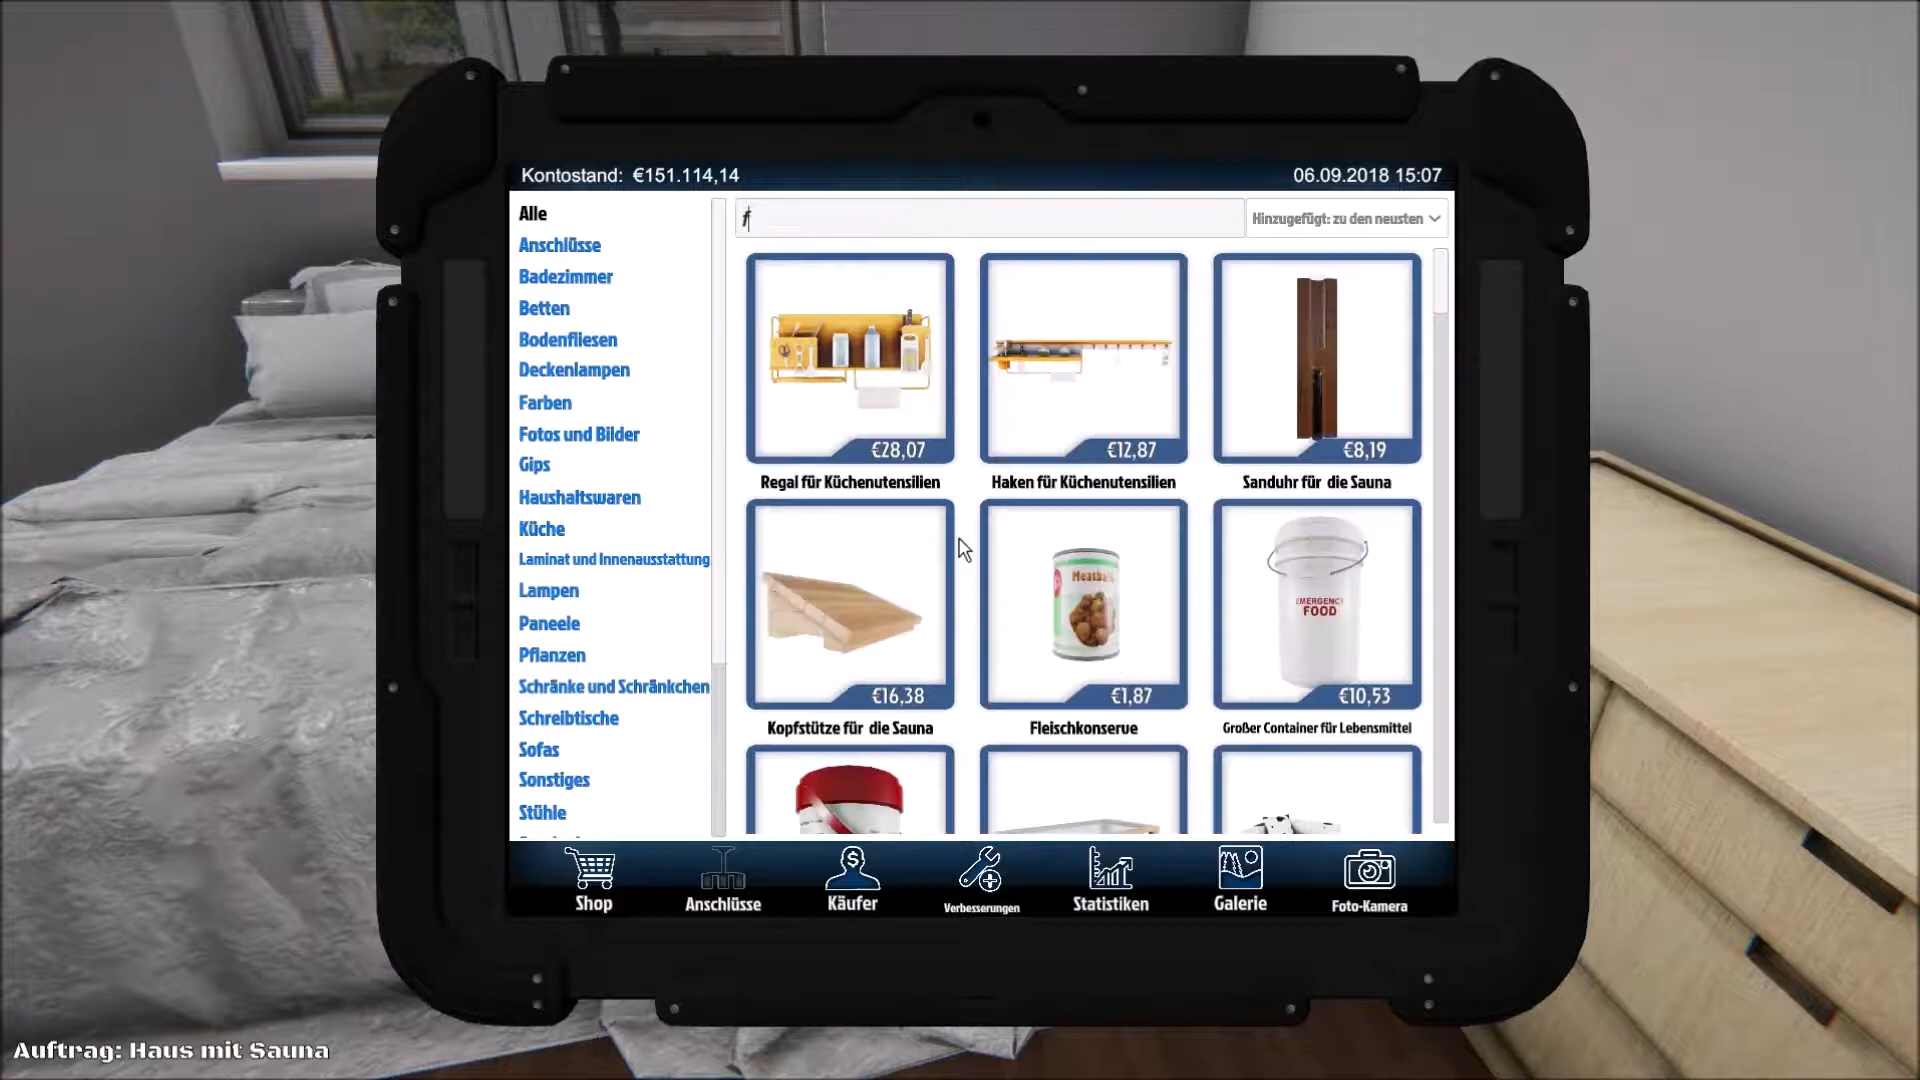 Kontostand: €151.114,14
06.09.2018 15:07
Alle
Anschlüsse
Badezimmer
Betten
Bodenfliesen
Deckenlampen
Farben
Fotos und Bilder
Gips
Haushaltswaren
Küche
Laminat und Innenausstattung
Lampen
Paneele
Pflanzen
Schränke und Schränkchen
Schreibtische
Sofas
Sonstiges
Stühle
f
Hinzugefügt: zu den neusten
€28,07
€12,87
€8,19
Regal für Küchenutensilien
Haken für Küchenutensilien
Sanduhr für die Sauna
EMERGENCY
FOOD
€16,38
€1,87
€10,53
Kopfstütze für die Sauna
Fleischkonserve
Großer Container für Lebensmittel
Shop
Anschlüsse
Käufer
Verbesserungen
Statistiken
Galerie
Foto-Kamera
Auftrag: Haus mit Sauna